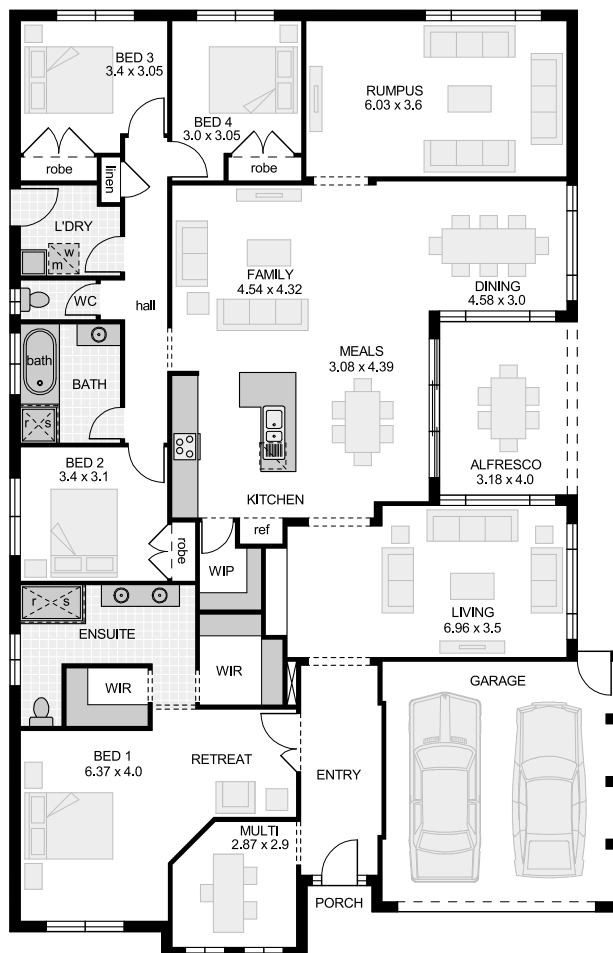 BED 3
3.4 x 3.05
BED 4
3.0 x 3.05
RUMPUS
6.03 x 3.6
robe
robe
linen
L'DRY
w
m
WC
hall
FAMILY
4.54 x 4.32
DINING
4.58 x 3.0
bath
BATH
r s
MEALS
3.08 x 4.39
ALFRESCO
3.18 x 4.0
BED 2
3.4 x 3.1
KITCHEN
robe
ref
WIP
r s
ENSUITE
LIVING
6.96 x 3.5
WIR
WIR
GARAGE
BED 1
6.37 x 4.0
RETREAT
ENTRY
MULTI
2.87 x 2.9
PORCH